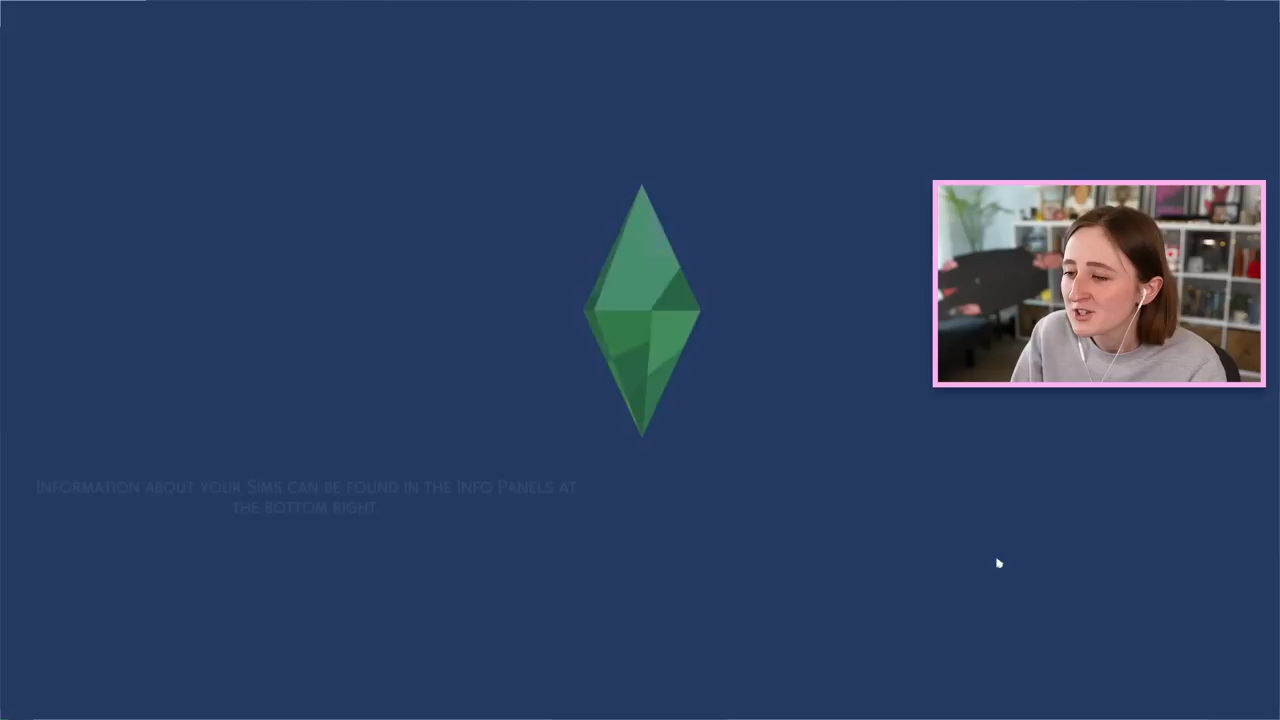 Information about your Sims can be found in the Info Panels at
the bottom right